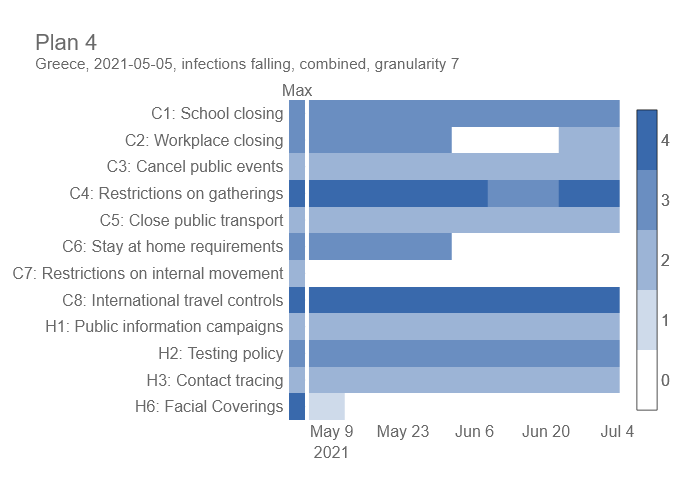 Plan 4
Greece, 2021-05-05, infections falling, combined, granularity 7
Max
C1: School closing
C2: Workplace closing
C3: Cancel public events
C4: Restrictions on gatherings
C5: Close public transport
C6: Stay at home requirements
C7: Restrictions on internal movement
C8: International travel controls
H1: Public information campaigns
H2: Testing policy
H3: Contact tracing
H6: Facial Coverings
May 9 May 23 Jun 6 Jun 20 Jul 4
2021
4
3
2
1
0